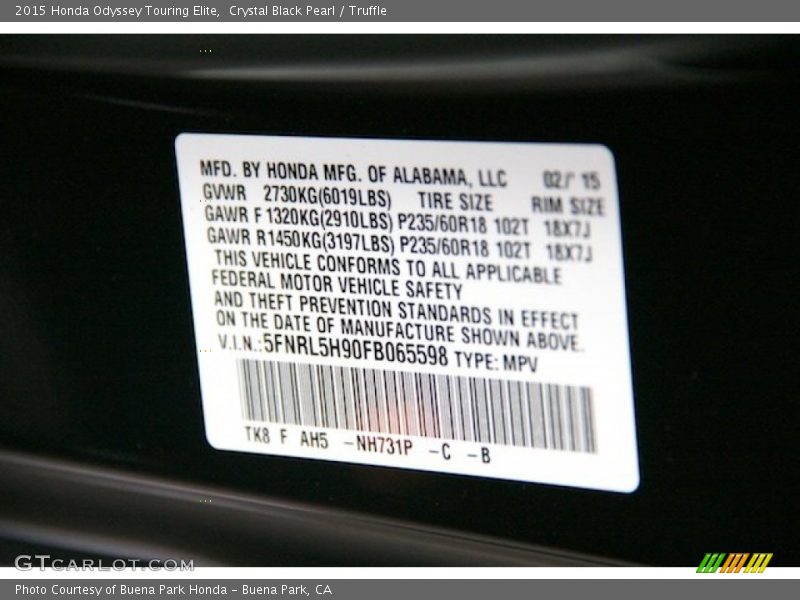 2015 Honda Odyssey Touring Elite, Crystal Black Pearl / Truffle
MFD. BY HONDA MFG. OF ALABAMA, LLC 02/ 15
GVWR 2730KG(6019LBS) TIRE SIZE RIM SIZE
GAWR F 1320KG(2910LBS) P235/60R18 102T 18X7J
GAWR R1450KG(3197LBS) P235/60R18 102T 18X7J
THIS VEHICLE CONFORMS TO ALL APPLICABLE
FEDERAL MOTOR VEHICLE SAFETY
AND THEFT PREVENTION STANDARDS IN EFFECT
ON THE DATE OF MANUFACTURE SHOWN ABOVE.
V.I.N.:5FNRL5H90FB065598 TYPE: MPV
TK8 F AH5 -NH731P -C -B
GTCARLOT.COM
Photo Courtesy of Buena Park Honda - Buena Park, CA